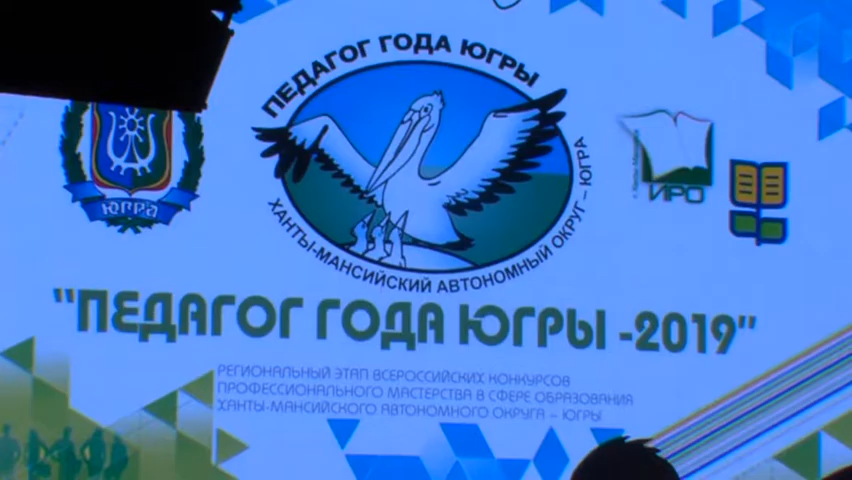 ПЕДАГОГ ГОДА ЮГРЫ
ХАНТЫ-МАНСИЙСКИЙ АВТОНОМНЫЙ ОКРУГ – ЮГРА
ЮГРА
ИРО
"ПЕДАГОГ ГОДА ЮГРЫ -2019"
РЕГИОНАЛЬНЫЙ ЭТАП ВСЕРОССИЙСКИХ КОНКУРСОВ
ПРОФЕССИОНАЛЬНОГО МАСТЕРСТВА В СФЕРЕ ОБРАЗОВАНИЯ
ХАНТЫ-МАНСИЙСКОГО АВТОНОМНОГО ОКРУГА – ЮГРЫ